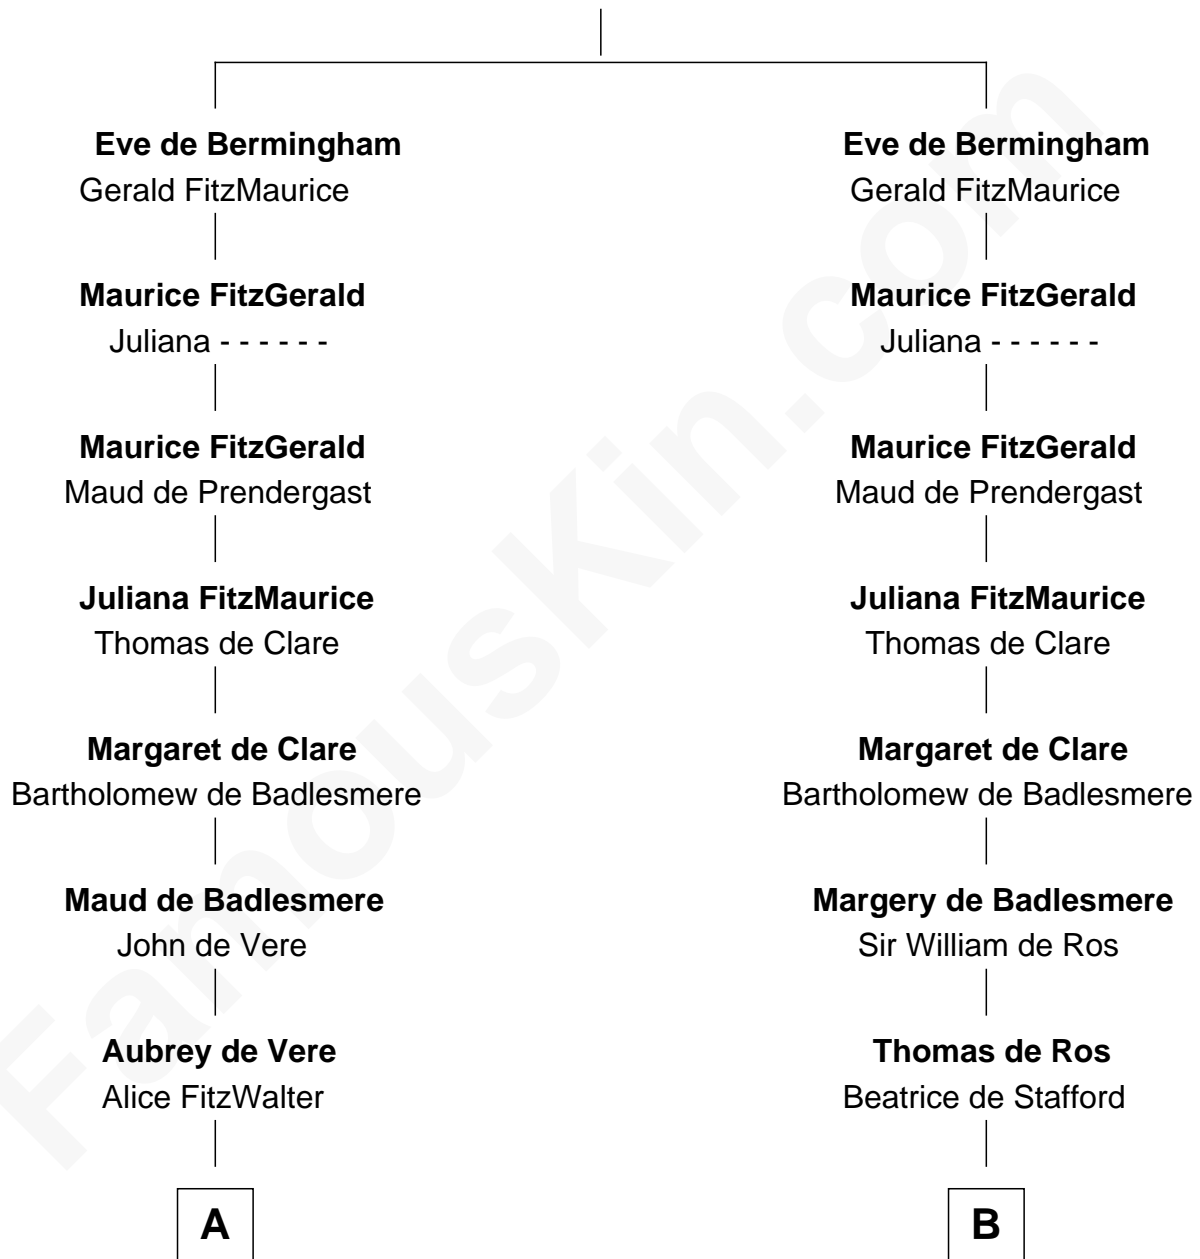 Eve de Bermingham
Gerald FitzMaurice
Maurice FitzGerald
Juliana - - - - - -
Maurice FitzGerald
Maud de Prendergast
Juliana FitzMaurice
Thomas de Clare
Margaret de Clare
Bartholomew de Badlesmere
Maud de Badlesmere
John de Vere
Aubrey de Vere
Alice FitzWalter
A
Eve de Bermingham
Gerald FitzMaurice
Maurice FitzGerald
Juliana - - - - - -
Maurice FitzGerald
Maud de Prendergast
Juliana FitzMaurice
Thomas de Clare
Margaret de Clare
Bartholomew de Badlesmere
Margery de Badlesmere
Sir William de Ros
Thomas de Ros
Beatrice de Stafford
B
FamousKin.com